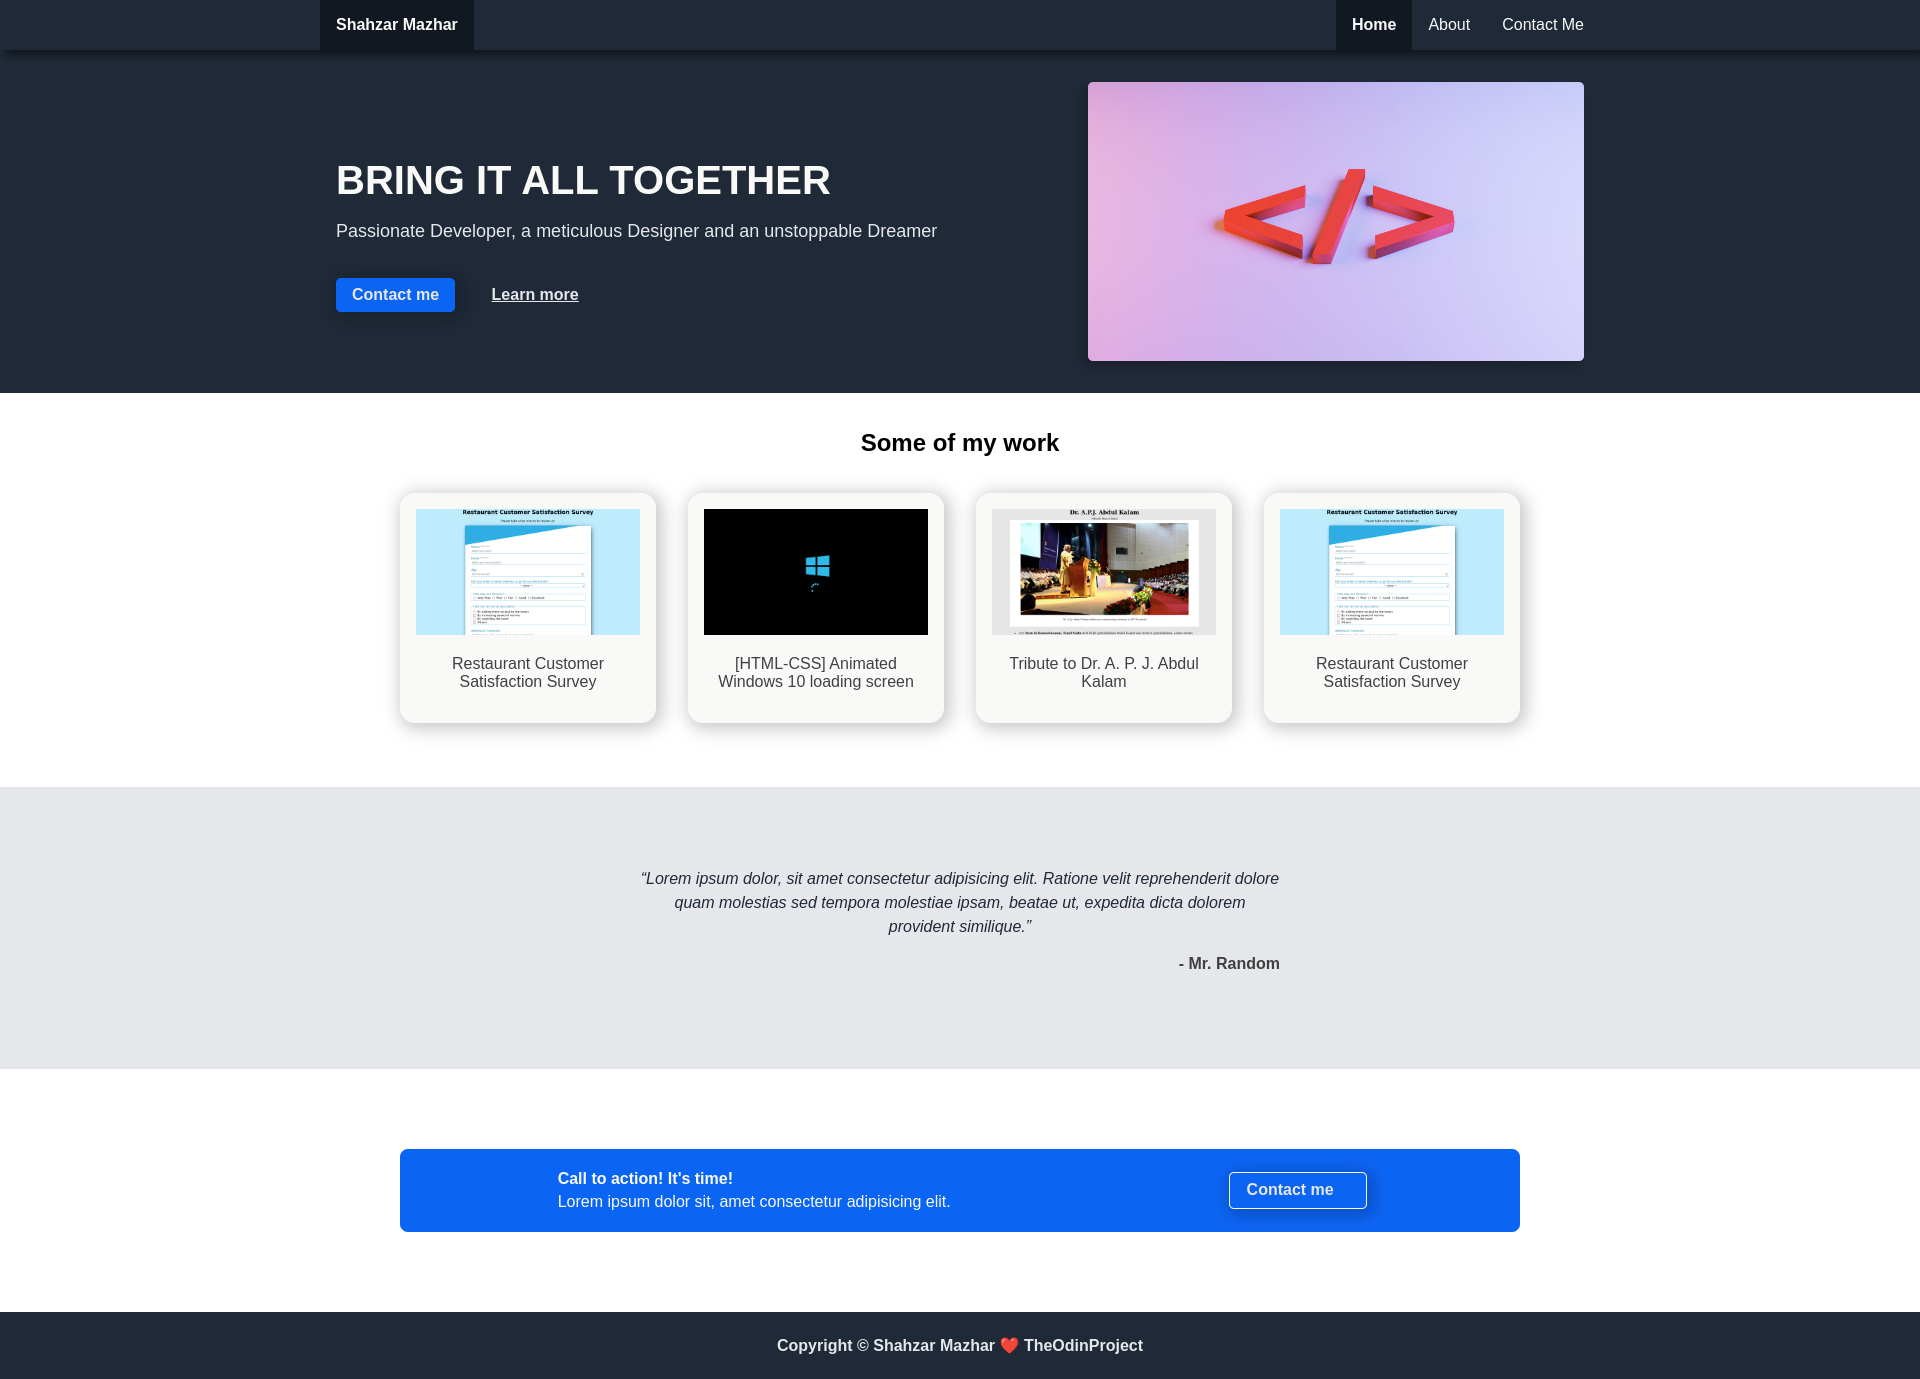 Shahzar Mazhar
Home About Contact Me
BRING IT ALL TOGETHER
Passionate Developer, a meticulous Designer and an unstoppable Dreamer
Contact me Learn more
</>
Some of my work
Restaurant Customer Satisfaction Survey
Dr. A.P.J. Abdul Kalam
Restaurant Customer Satisfaction Survey
Restaurant Customer
Satisfaction Survey
[HTML-CSS] Animated
Windows 10 loading screen
Tribute to Dr. A. P. J. Abdul
Kalam
Restaurant Customer
Satisfaction Survey
“Lorem ipsum dolor, sit amet consectetur adipisicing elit. Ratione velit reprehenderit dolore
quam molestias sed tempora molestiae ipsam, beatae ut, expedita dicta dolorem
provident similique.”
- Mr. Random
Call to action! It's time!
Lorem ipsum dolor sit, amet consectetur adipisicing elit.
Contact me
Copyright © Shahzar Mazhar ❤️ TheOdinProject